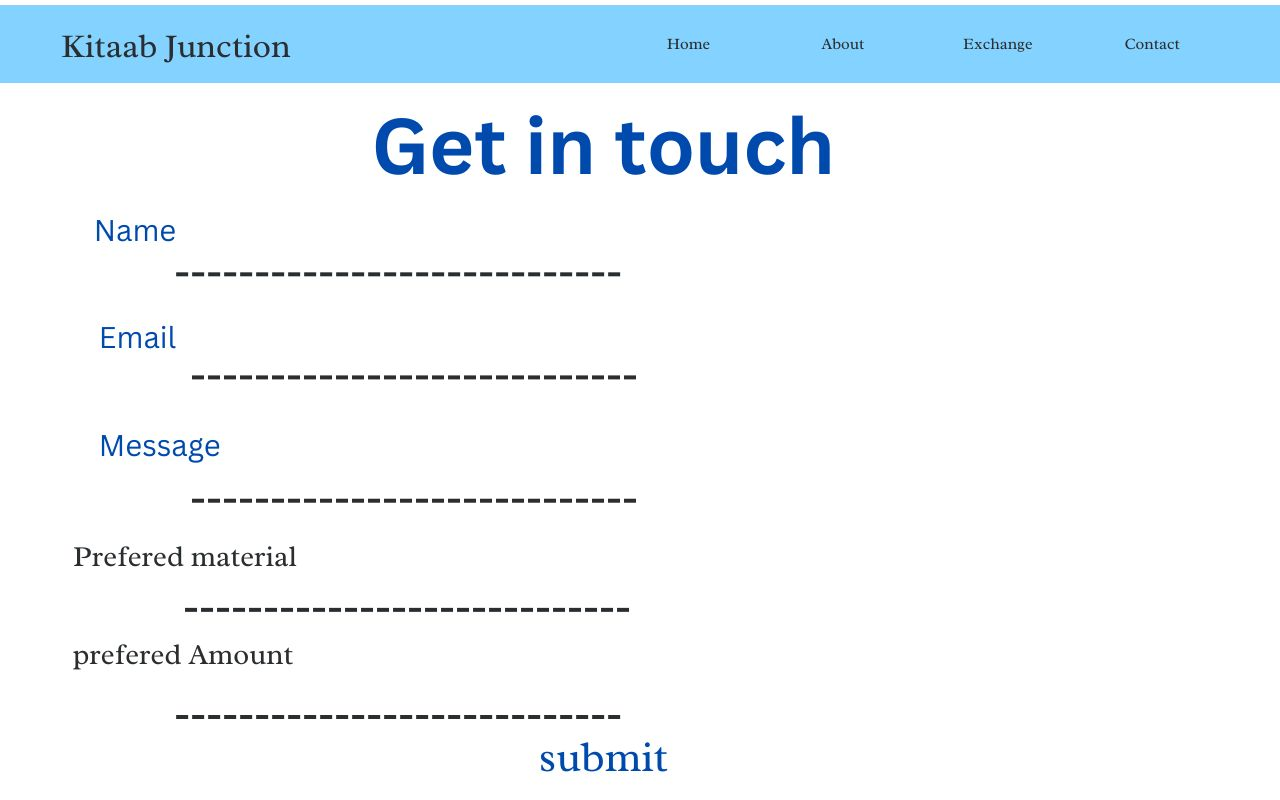 Kitaab Junction Home About Exchange Contact
Get in touch
Name
----------------------------
Email
----------------------------
Message
----------------------------
Prefered material
----------------------------
prefered Amount
----------------------------
submit